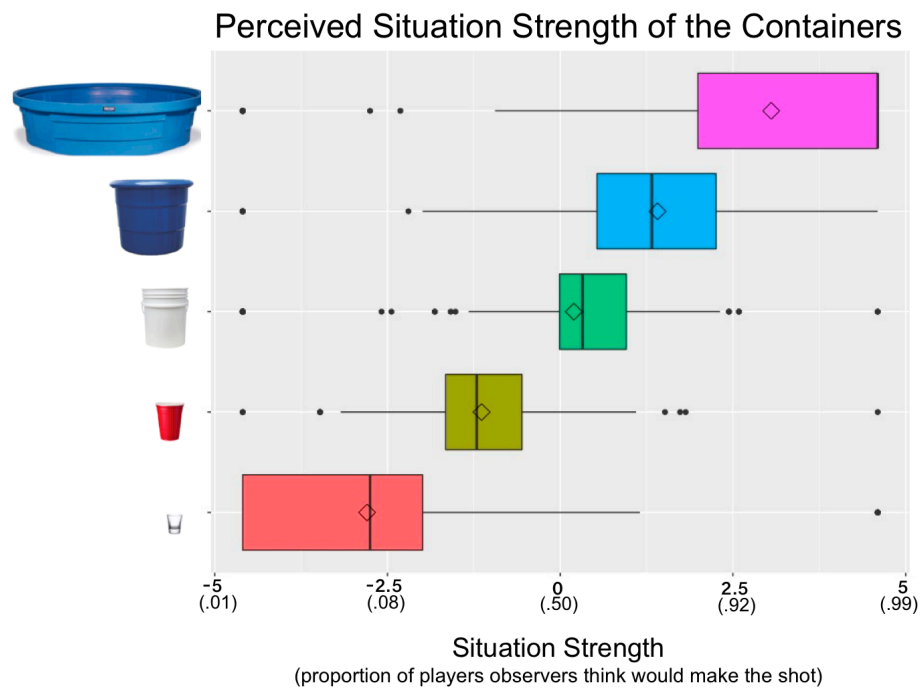 Perceived Situation Strength of the Containers
-5 -2.5 0 2.5 5
(.01) (.08) (.50) (.92) (.99)
Situation Strength
(proportion of players observers think would make the shot)